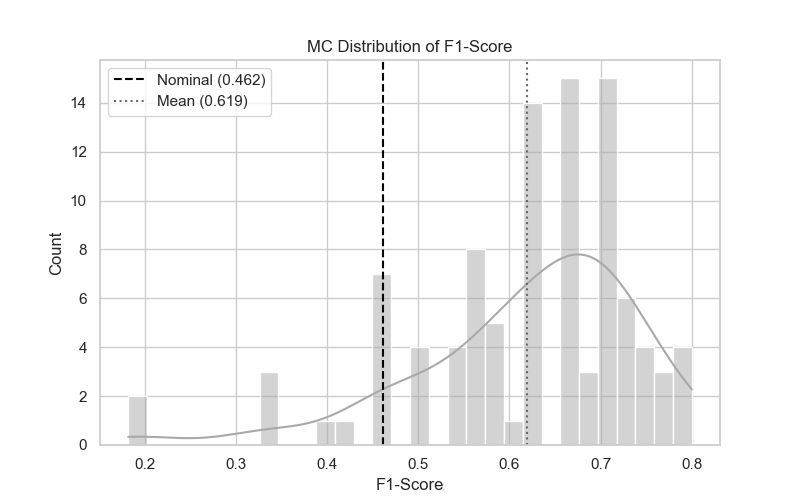 MC Distribution of F1-Score
Nominal (0.462)
Mean (0.619)
Count
14
12
10
8
6
4
2
0
0.2 0.3 0.4 0.5 0.6 0.7 0.8
F1-Score